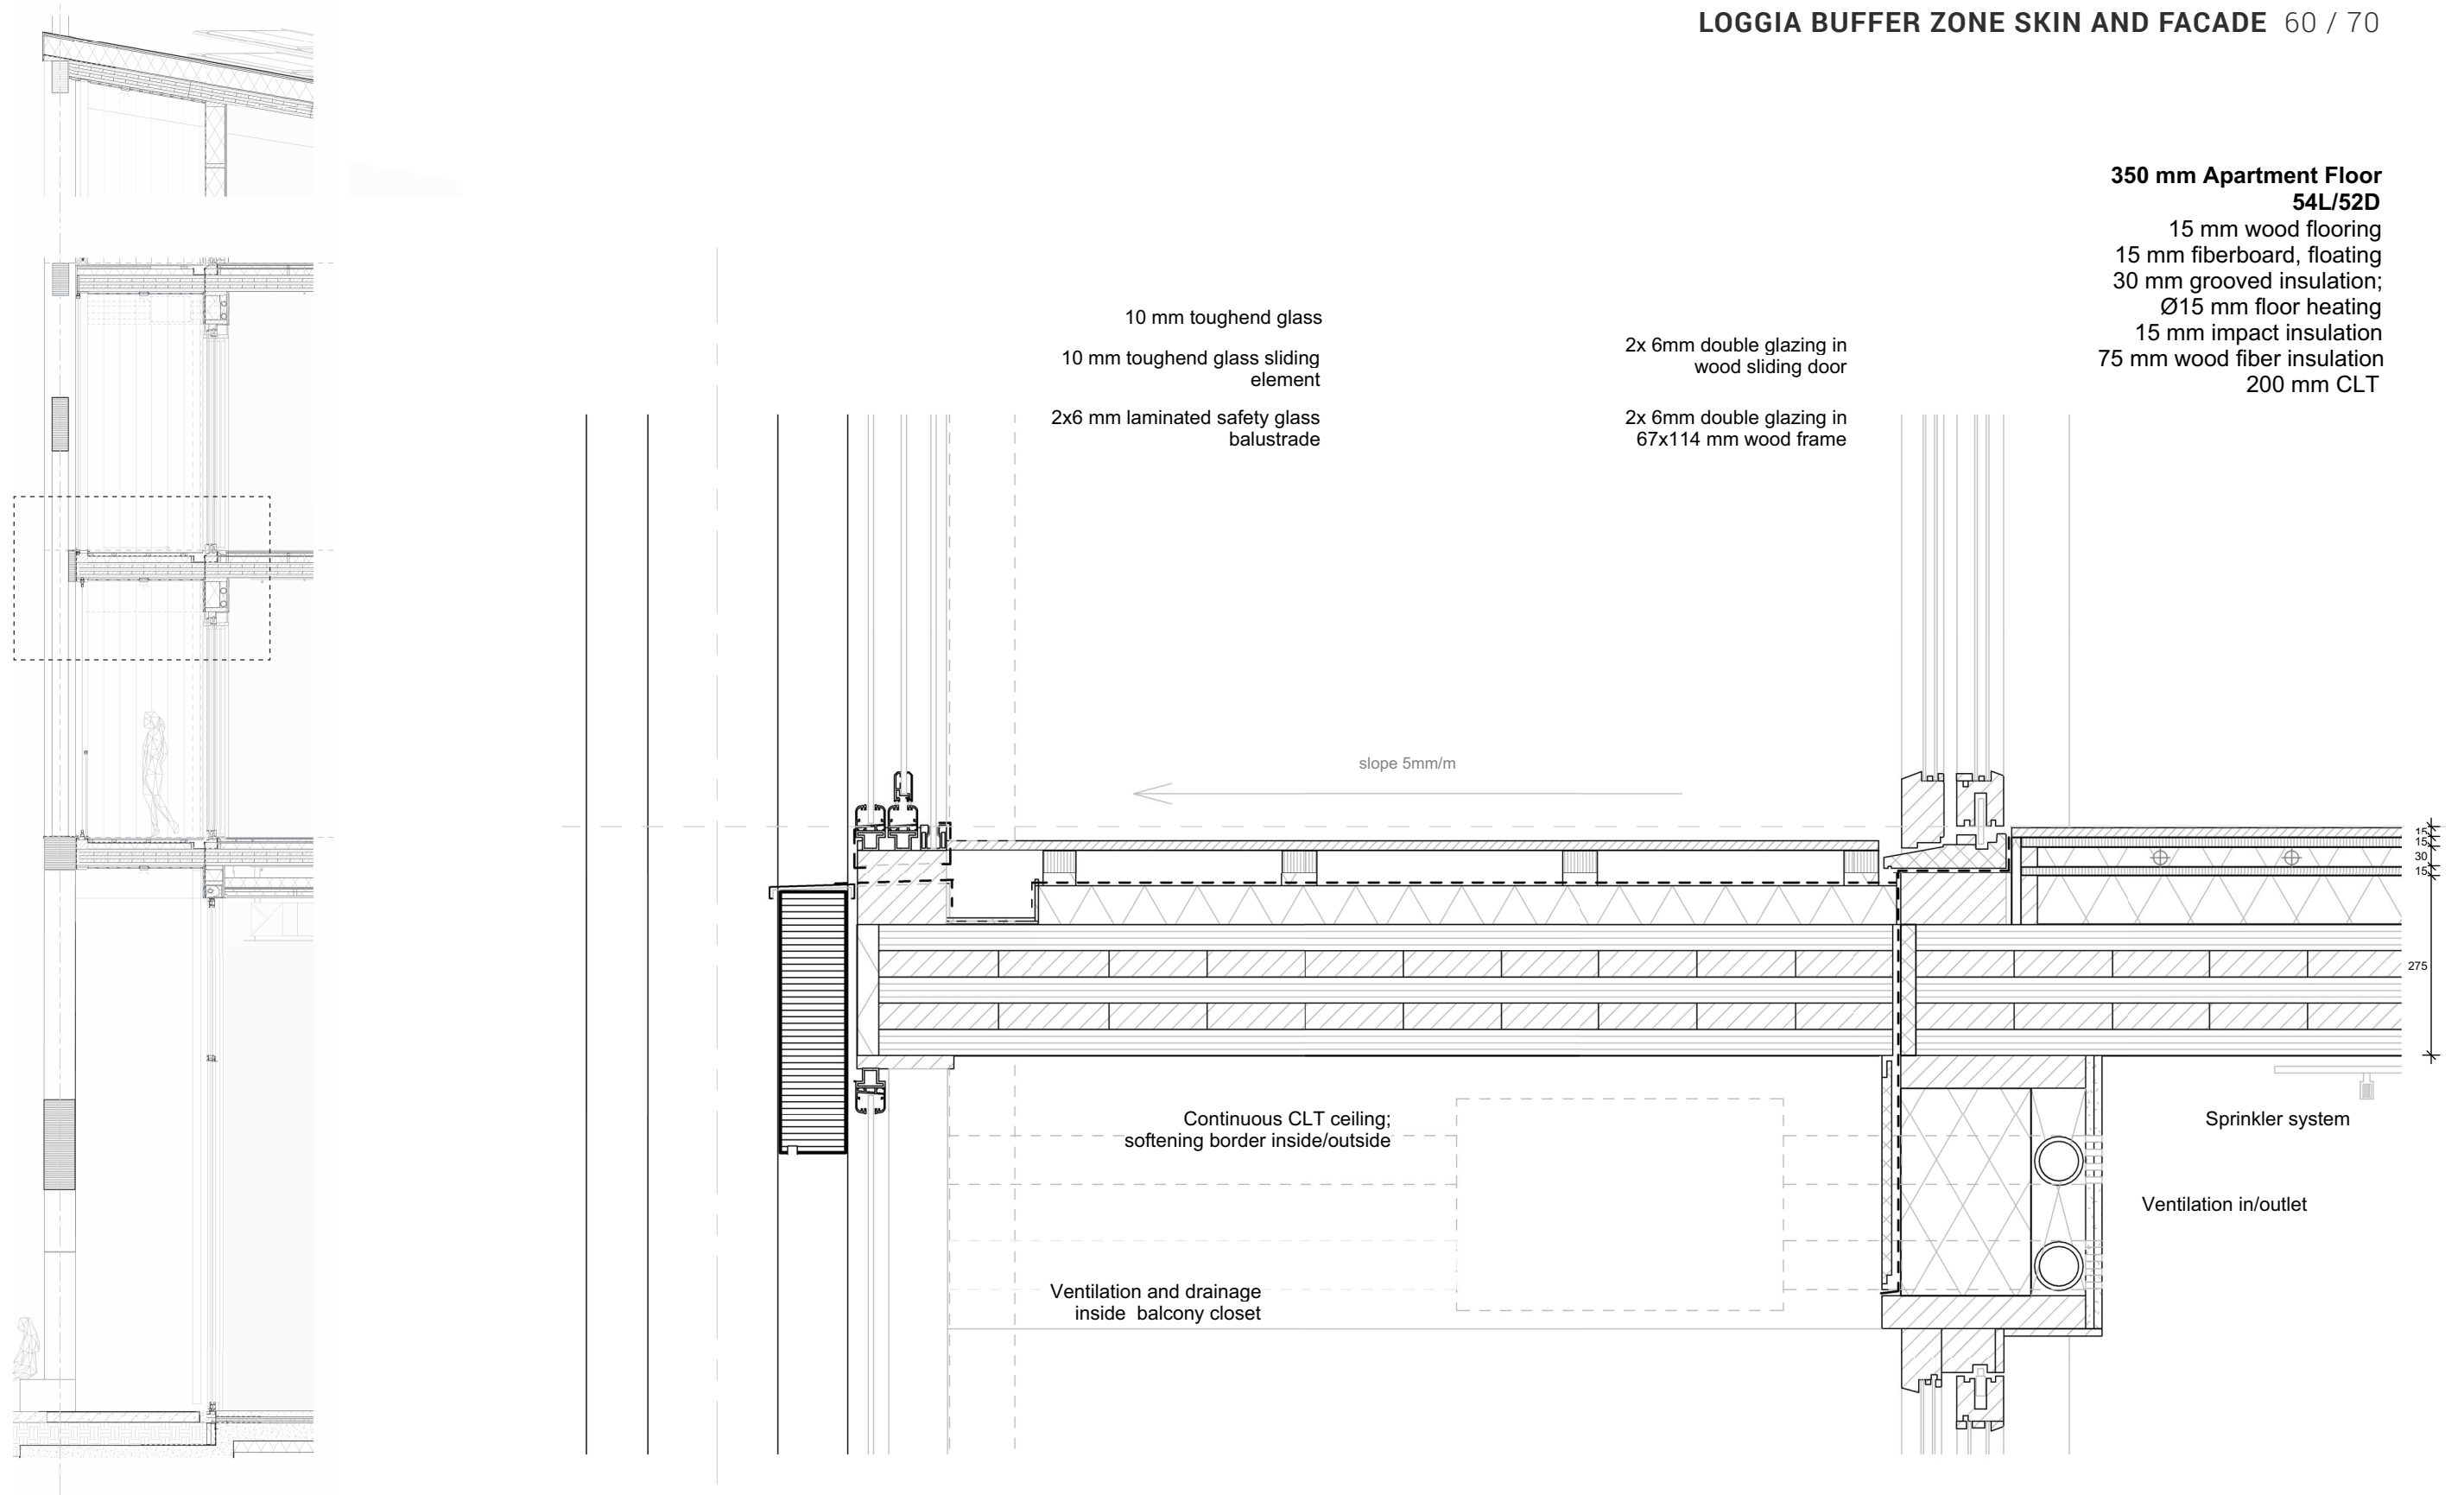 LOGGIA BUFFER ZONE SKIN AND FACADE 60 / 70
350 mm Apartment Floor
54L/52D
15 mm wood flooring
15 mm fiberboard, floating
30 mm grooved insulation;
Ø15 mm floor heating
15 mm impact insulation
75 mm wood fiber insulation
200 mm CLT
10 mm toughend glass
10 mm toughend glass sliding
element
2x6 mm laminated safety glass
balustrade
2x 6mm double glazing in
wood sliding door
2x 6mm double glazing in
67x114 mm wood frame
slope 5mm/m
15
15
30
15
275
Continuous CLT ceiling;
softening border inside/outside
Sprinkler system
Ventilation in/outlet
Ventilation and drainage
inside balcony closet